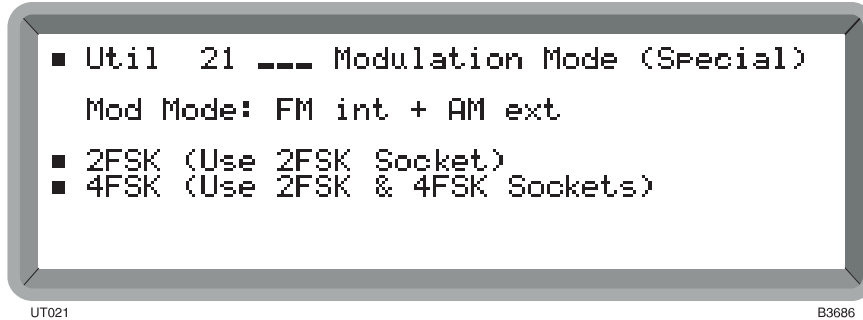 ■ Util 21 ___ Modulation Mode (Special)
Mod Mode: FM int + AM ext
■ 2FSK (Use 2FSK Socket)
■ 4FSK (Use 2FSK & 4FSK Sockets)
UT021 B3686